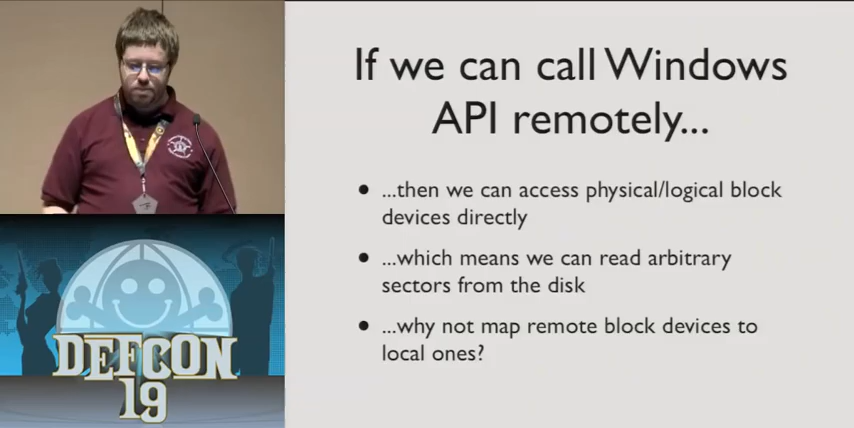 If we can call Windows
API remotely...
● ...then we can access physical/logical block
devices directly
● ...which means we can read arbitrary
sectors from the disk
● ...why not map remote block devices to
local ones?
DEFCON
19